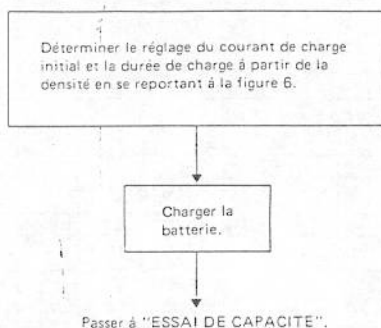 Déterminer le réglage du courant de charge
initial et la durée de charge à partir de la
densité en se reportant à la figure 6.
Charger la
batterie.
Passer à "ESSAI DE CAPACITE".